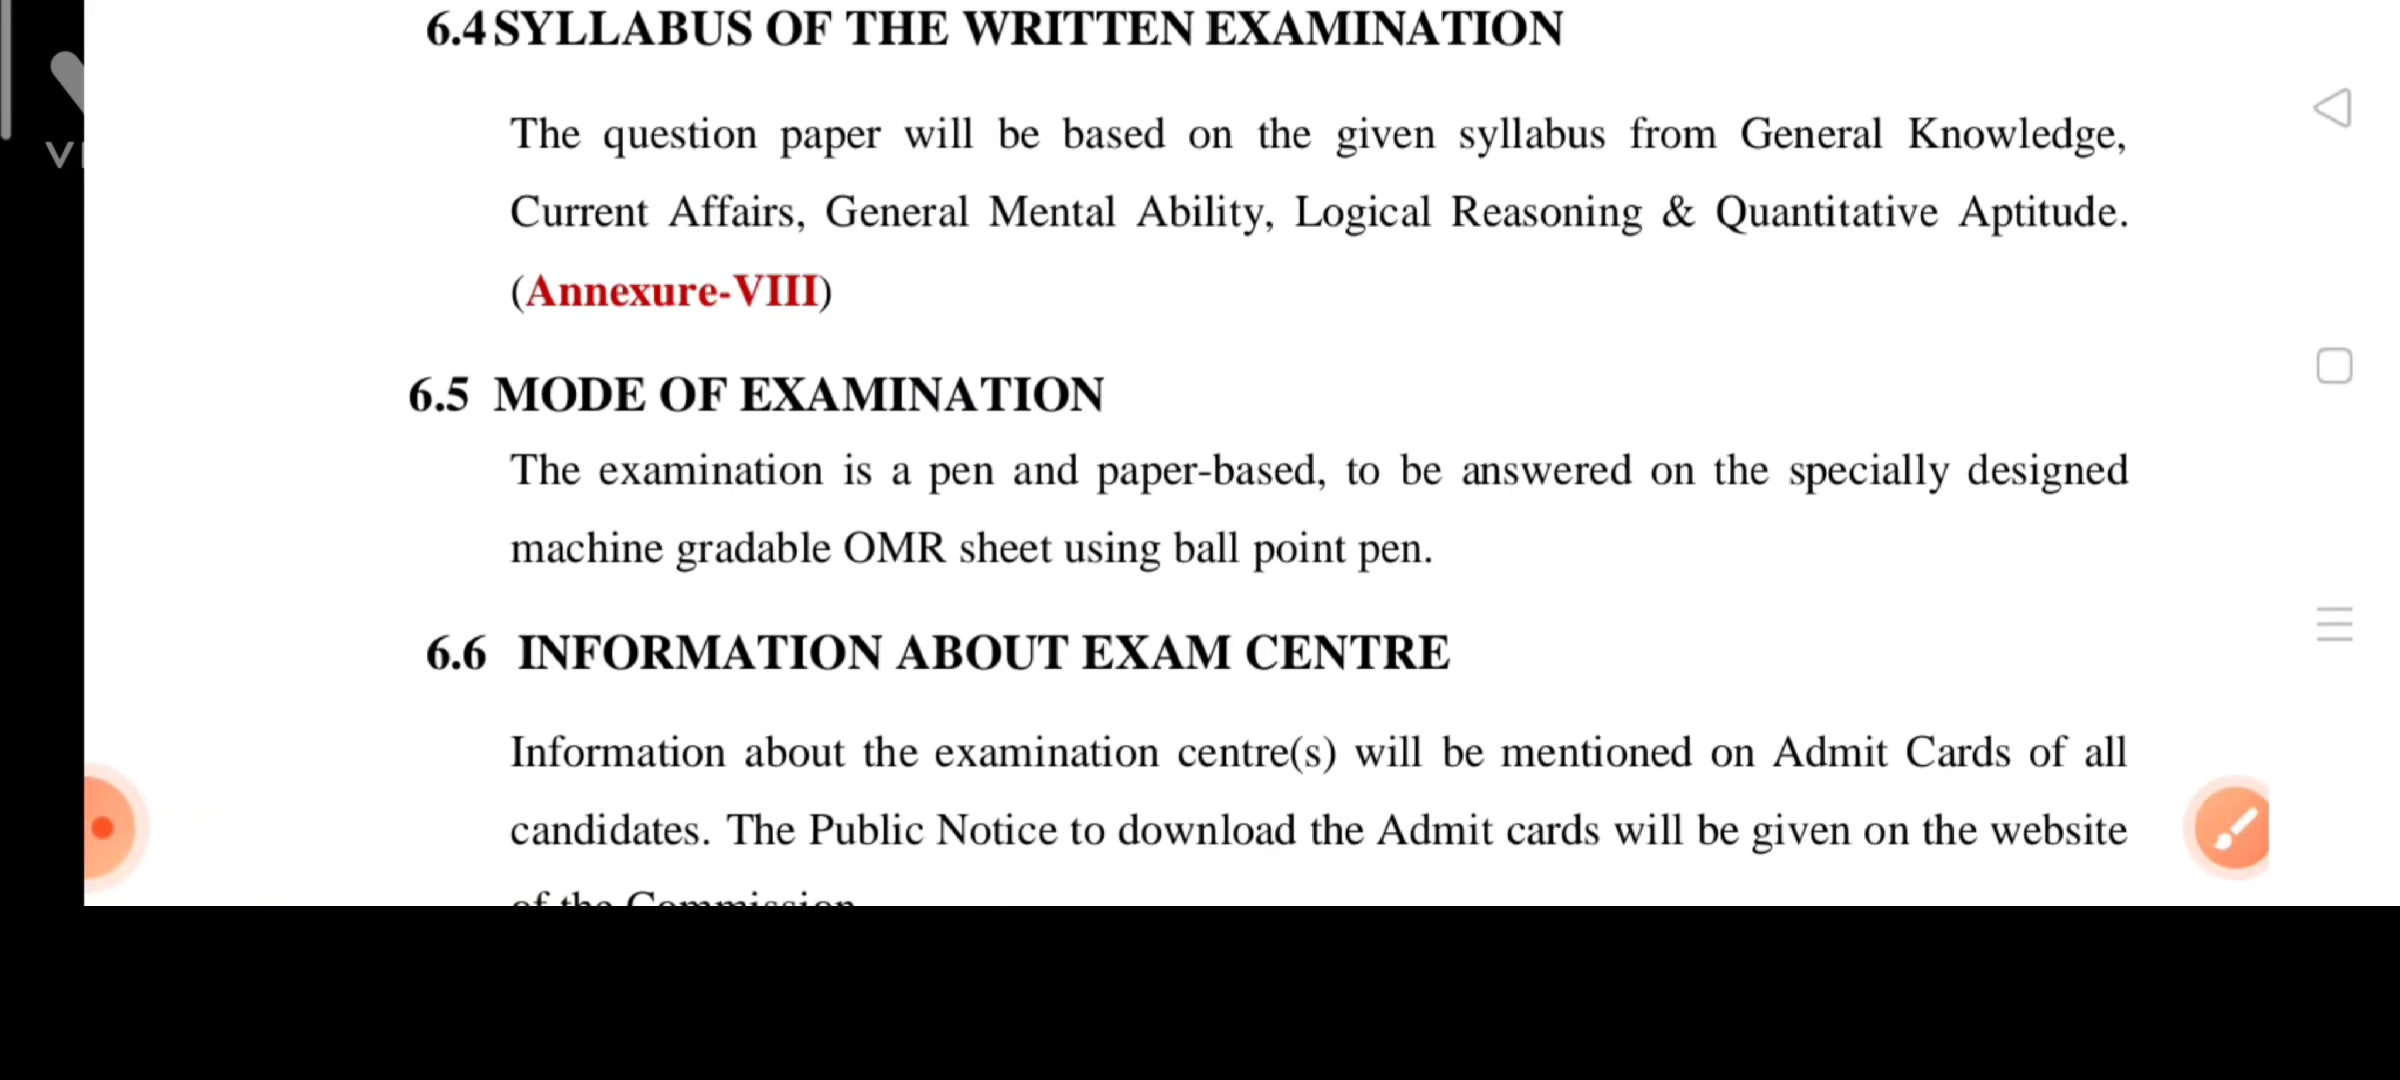 6.4 SYLLABUS OF THE WRITTEN EXAMINATION
The question paper will be based on the given syllabus from General Knowledge,
Current Affairs, General Mental Ability, Logical Reasoning & Quantitative Aptitude.
(Annexure-VIII)
6.5 MODE OF EXAMINATION
The examination is a pen and paper-based, to be answered on the specially designed
machine gradable OMR sheet using ball point pen.
6.6 INFORMATION ABOUT EXAM CENTRE
Information about the examination centre(s) will be mentioned on Admit Cards of all
candidates. The Public Notice to download the Admit cards will be given on the website
of the Commission